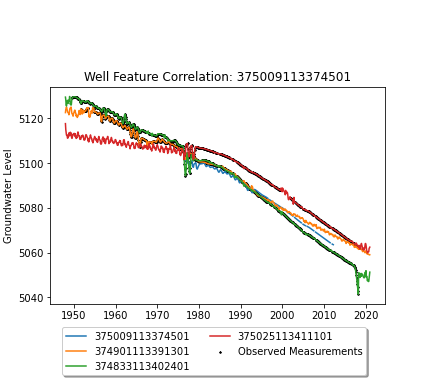 Well Feature Correlation: 375009113374501
5120
5100
5080
5060
5040
Groundwater Level
1950 1960 1970 1980 1990 2000 2010 2020
375009113374501 375025113411101
374901113391301 Observed Measurements
374833113402401